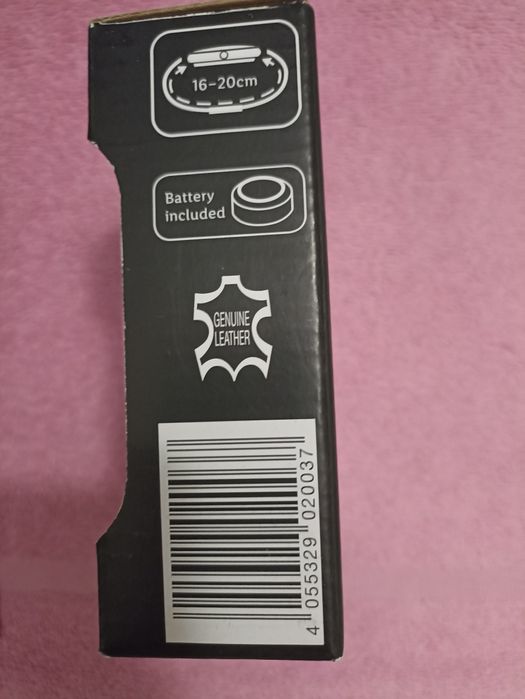 16-20cm
Battery
included
GENUINE
LEATHER
4 055329 020037